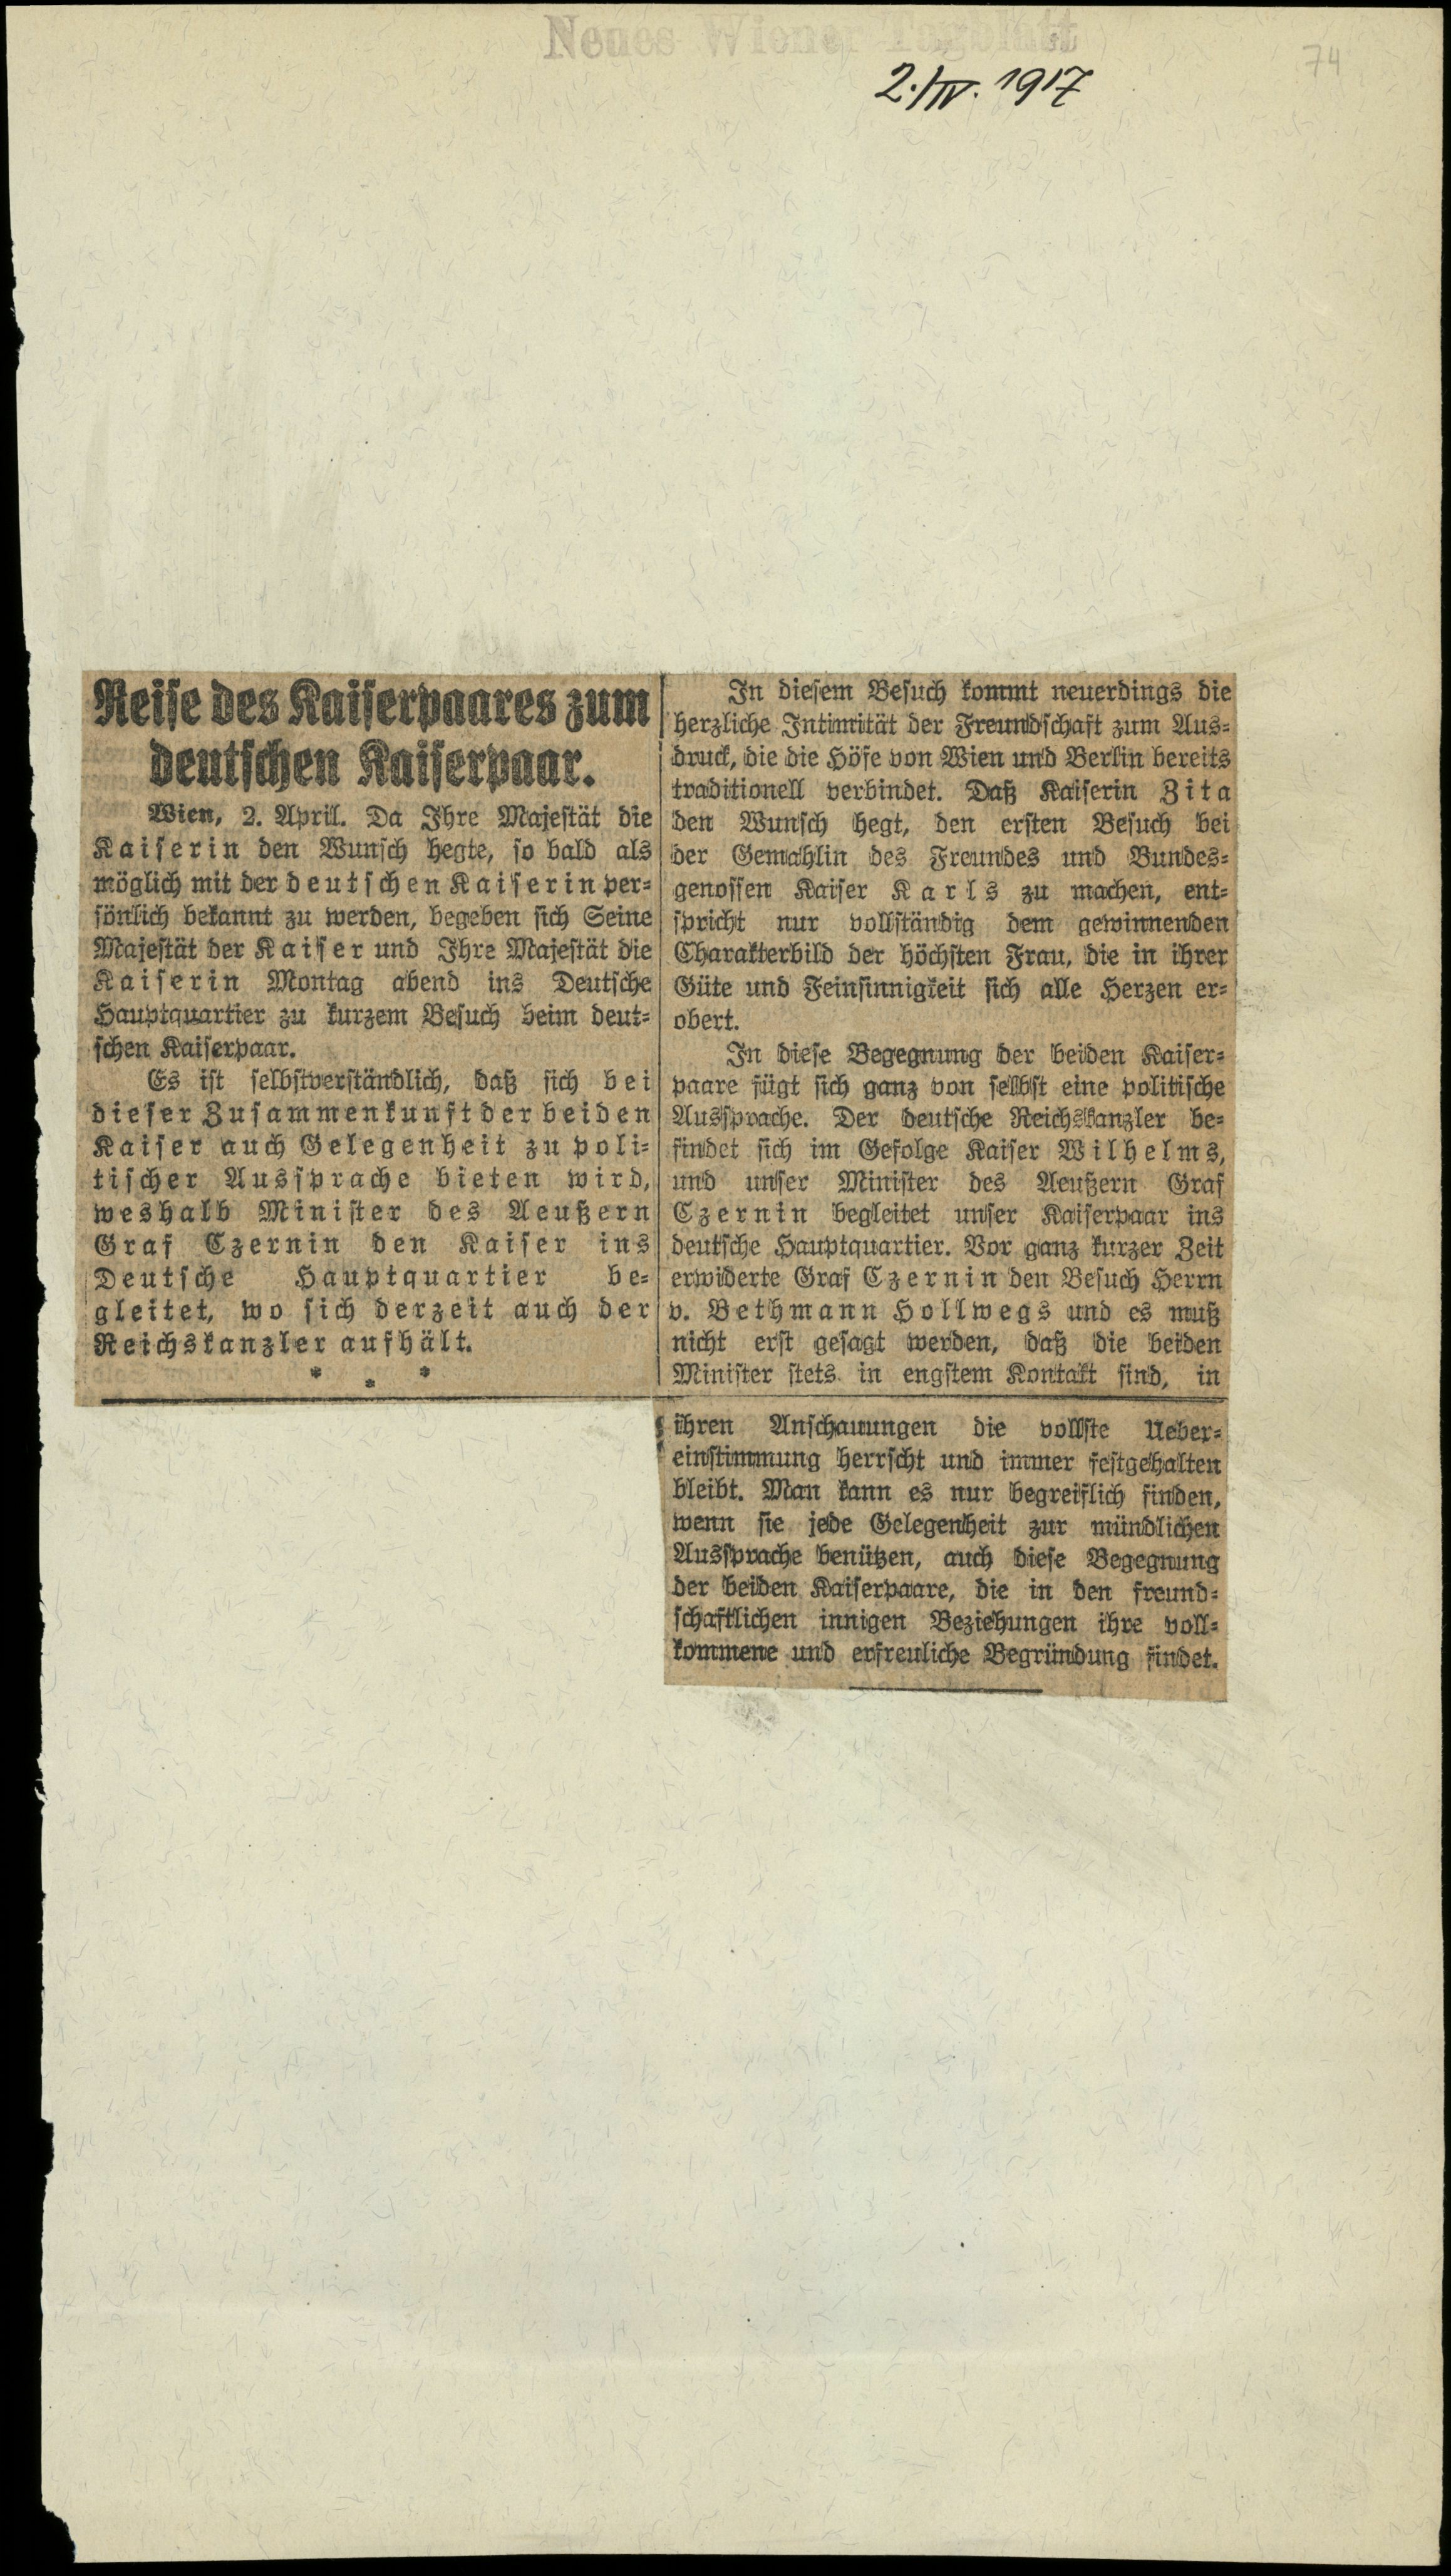 Neues Wiener Tagblatt
74
2./IV. 1917
Reise des Kaiserpaares zum
deutschen Kaiserpaar.
Wien, 2. April. Da Ihre Majestät die
Kaiserin den Wunsch hegte, so bald als
möglich mit der deutschen Kaiserin per-
sönlich bekannt zu werden, begeben sich Seine
Majestät der Kaiser und Ihre Majestät die
Kaiserin Montag abend ins Deutsche
Hauptquartier zu kurzem Besuch beim deut-
schen Kaiserpaar.
Es ist selbstverständlich, daß sich bei
dieser Zusammenkunft der beiden
Kaiser auch Gelegenheit zu poli-
tischer Aussprache bieten wird,
weshalb Minister des Aeußern
Graf Czernin den Kaiser ins
Deutsche Hauptquartier be-
gleitet, wo sich derzeit auch der
Reichskanzler aufhält.
* * *
In diesem Besuch kommt neuerdings die
herzliche Intimität der Freundschaft zum Aus-
druck, die die Höfe von Wien und Berlin bereits
traditionell verbindet. Daß Kaiserin Zita
den Wunsch hegt, den ersten Besuch bei
der Gemahlin des Freundes und Bundes-
genossen Kaiser Karls zu machen, ent-
spricht nur vollständig dem gewinnenden
Charakterbild der höchsten Frau, die in ihrer
Güte und Feinsinnigkeit sich alle Herzen er-
obert.
In diese Begegnung der beiden Kaiser-
paare fügt sich ganz von selbst eine politische
Aussprache. Der deutsche Reichskanzler be-
findet sich im Gefolge Kaiser Wilhelms,
und unser Minister des Aeußern Graf
Czernin begleitet unser Kaiserpaar ins
deutsche Hauptquartier. Vor ganz kurzer Zeit
erwiderte Graf Czernin den Besuch Herrn
v. Bethmann Hollwegs und es muß
nicht erst gesagt werden, daß die beiden
Minister stets in engstem Kontakt sind, in
ihren Anschauungen die vollste Ueber-
einstimmung herrscht und immer festgehalten
bleibt. Man kann es nur begreiflich finden,
wenn sie jede Gelegenheit zur mündlichen
Aussprache benützen, auch diese Begegnung
der beiden Kaiserpaare, die in den freund-
schaftlichen innigen Beziehungen ihre voll-
kommene und erfreuliche Begründung findet.